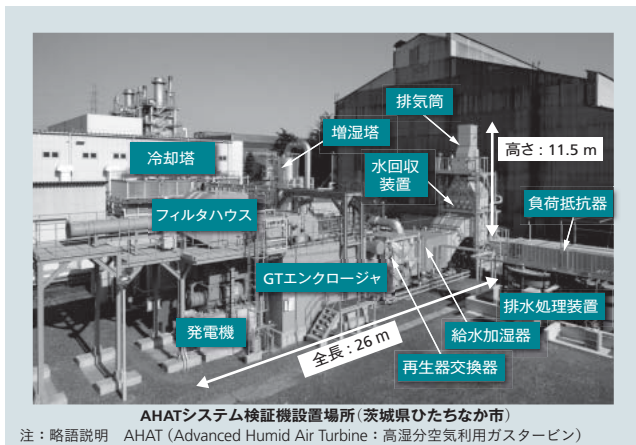 排気筒
増湿塔
高さ：11.5 m
冷却塔
水回収
装置
負荷抵抗器
フィルタハウス
GTエンクロージャ
排水処理装置
発電機
給水加湿器
全長：26 m
再生器交換器
AHATシステム検証機設置場所（茨城県ひたちなか市）
注：略語説明　AHAT（Advanced Humid Air Turbine：高湿分空気利用ガスタービン）